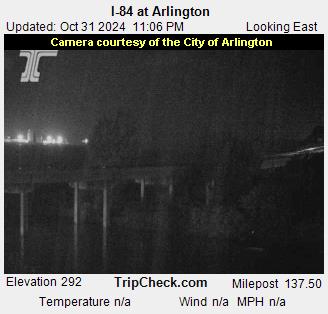 I-84 at Arlington
Updated: Oct 31 2024 11:06 PM Looking East
Camera courtesy of the City of Arlington
Elevation 292 TripCheck.com Milepost 137.50
Temperature n/a Wind n/a MPH n/a